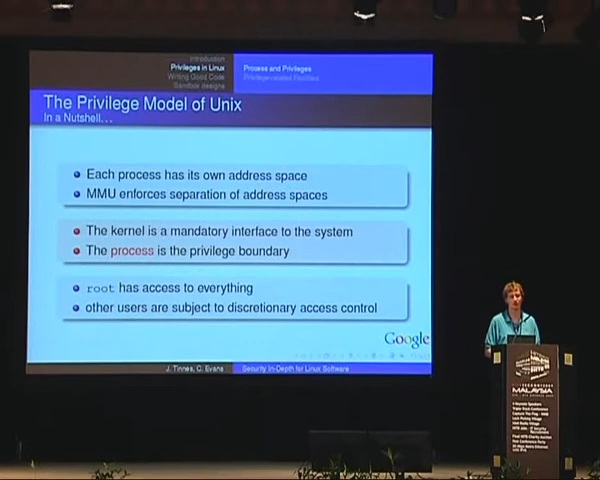 Introduction
Privileges in Linux
Writing Good Code
Sandbox designs
Process and Privileges
Privilege-related Facilities
The Privilege Model of Unix
In a Nutshell...
Each process has its own address space
MMU enforces separation of address spaces
The kernel is a mandatory interface to the system
The process is the privilege boundary
root has access to everything
other users are subject to discretionary access control
Google
J. Tinnes, C. Evans
Security In-Depth for Linux Software
MALAYSIA